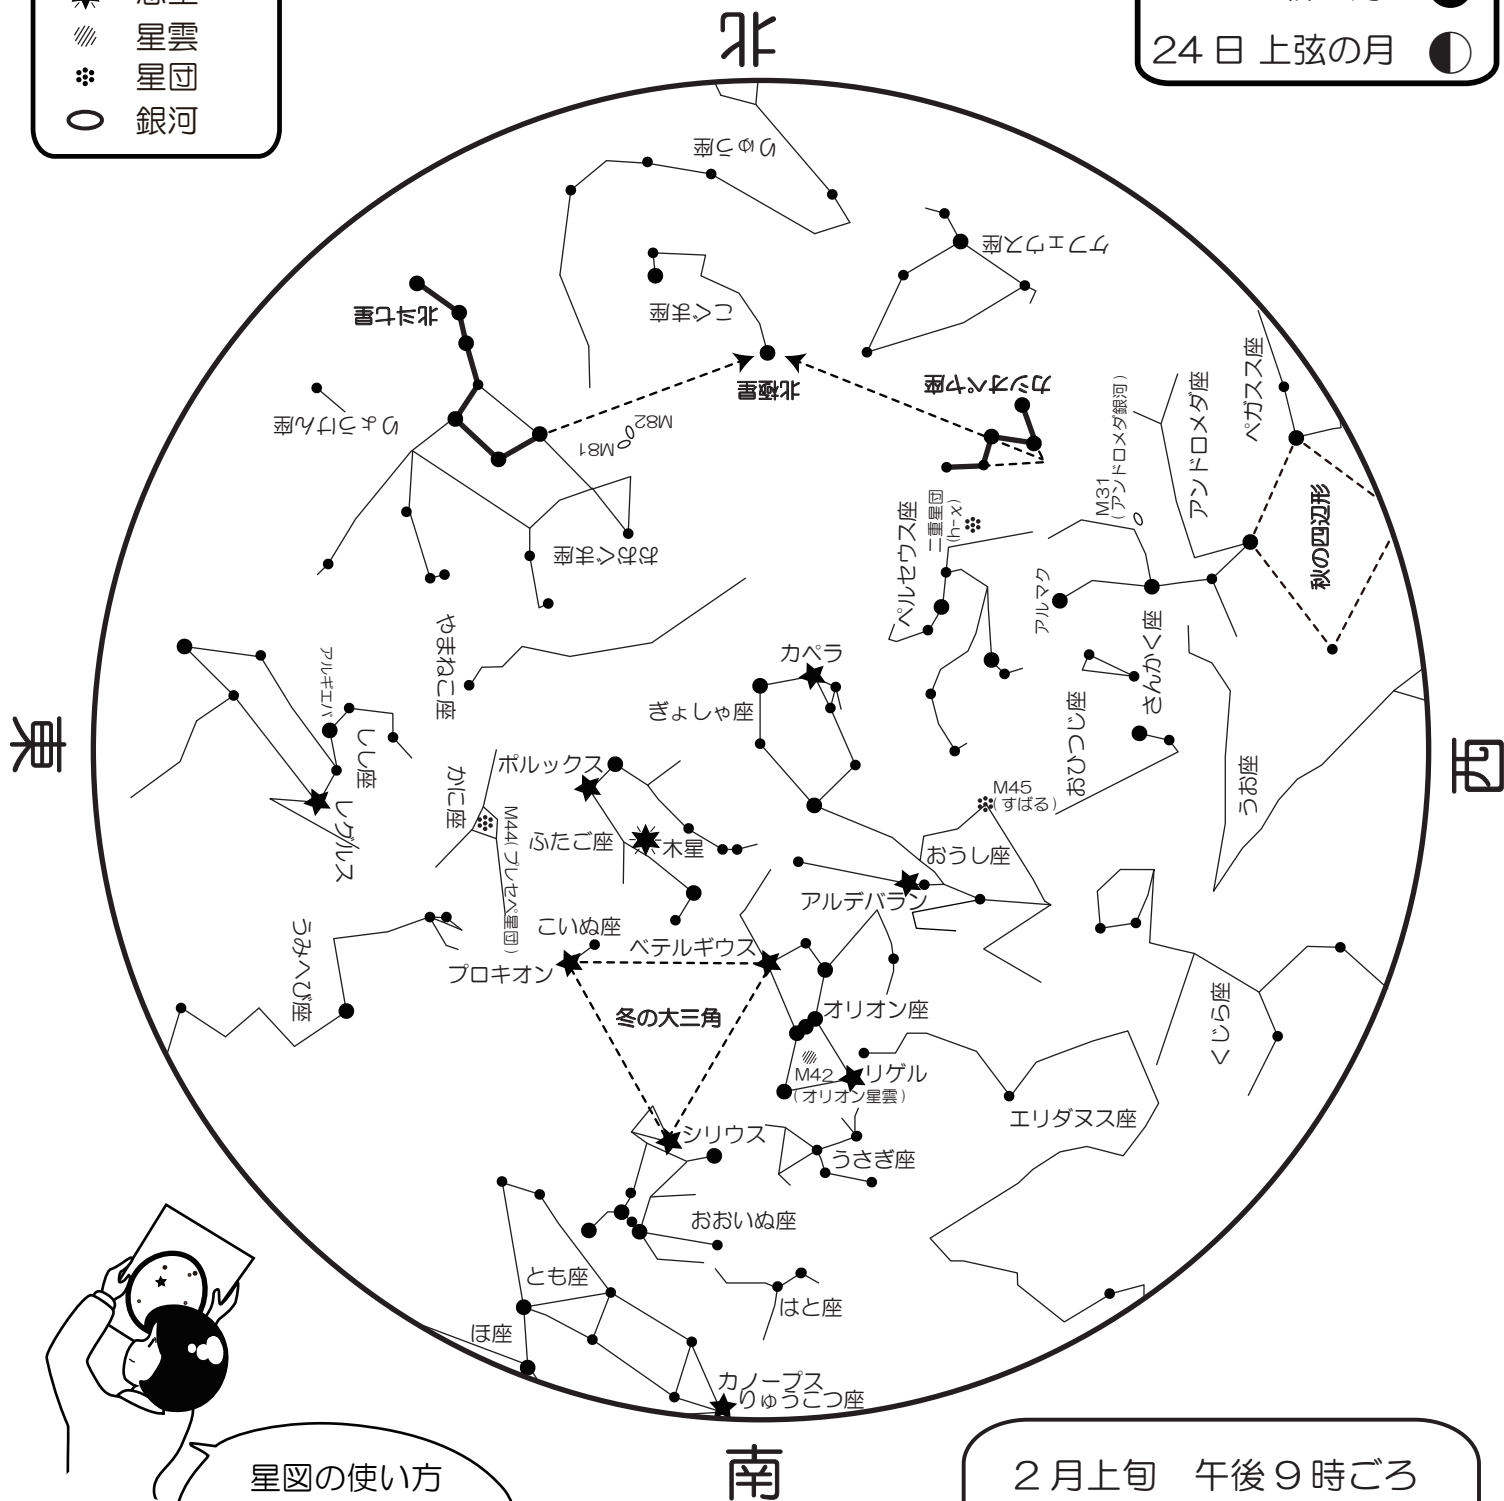 星雲
星団
銀河
24日 上弦の月
北
りゅう座
ケフェウス座
こぐま座
北斗七星
北極星
カシオペヤ座
りょうけん座
M82
M81
おおぐま座
ペガスス座
アンドロメダ座
M31
(アンドロメダ銀河)
秋の四辺形
二重星団
(h-χ)
ペルセウス座
アルマク
さんかく座
おひつじ座
うお座
やまねこ座
アルギエバ
しし座
レグルス
カペラ
ぎょしゃ座
東
西
ポルックス
かに座
M44(プレセペ星団)
ふたご座
木星
M45
(すばる)
おうし座
アルデバラン
こいぬ座
ベテルギウス
プロキオン
うみへび座
冬の大三角
オリオン座
くじら座
M42
(オリオン星雲)
リゲル
エリダヌス座
シリウス
うさぎ座
おおいぬ座
とも座
はと座
ほ座
カノープス
りゅうこつ座
南
星図の使い方
2月上旬 午後9時ごろ